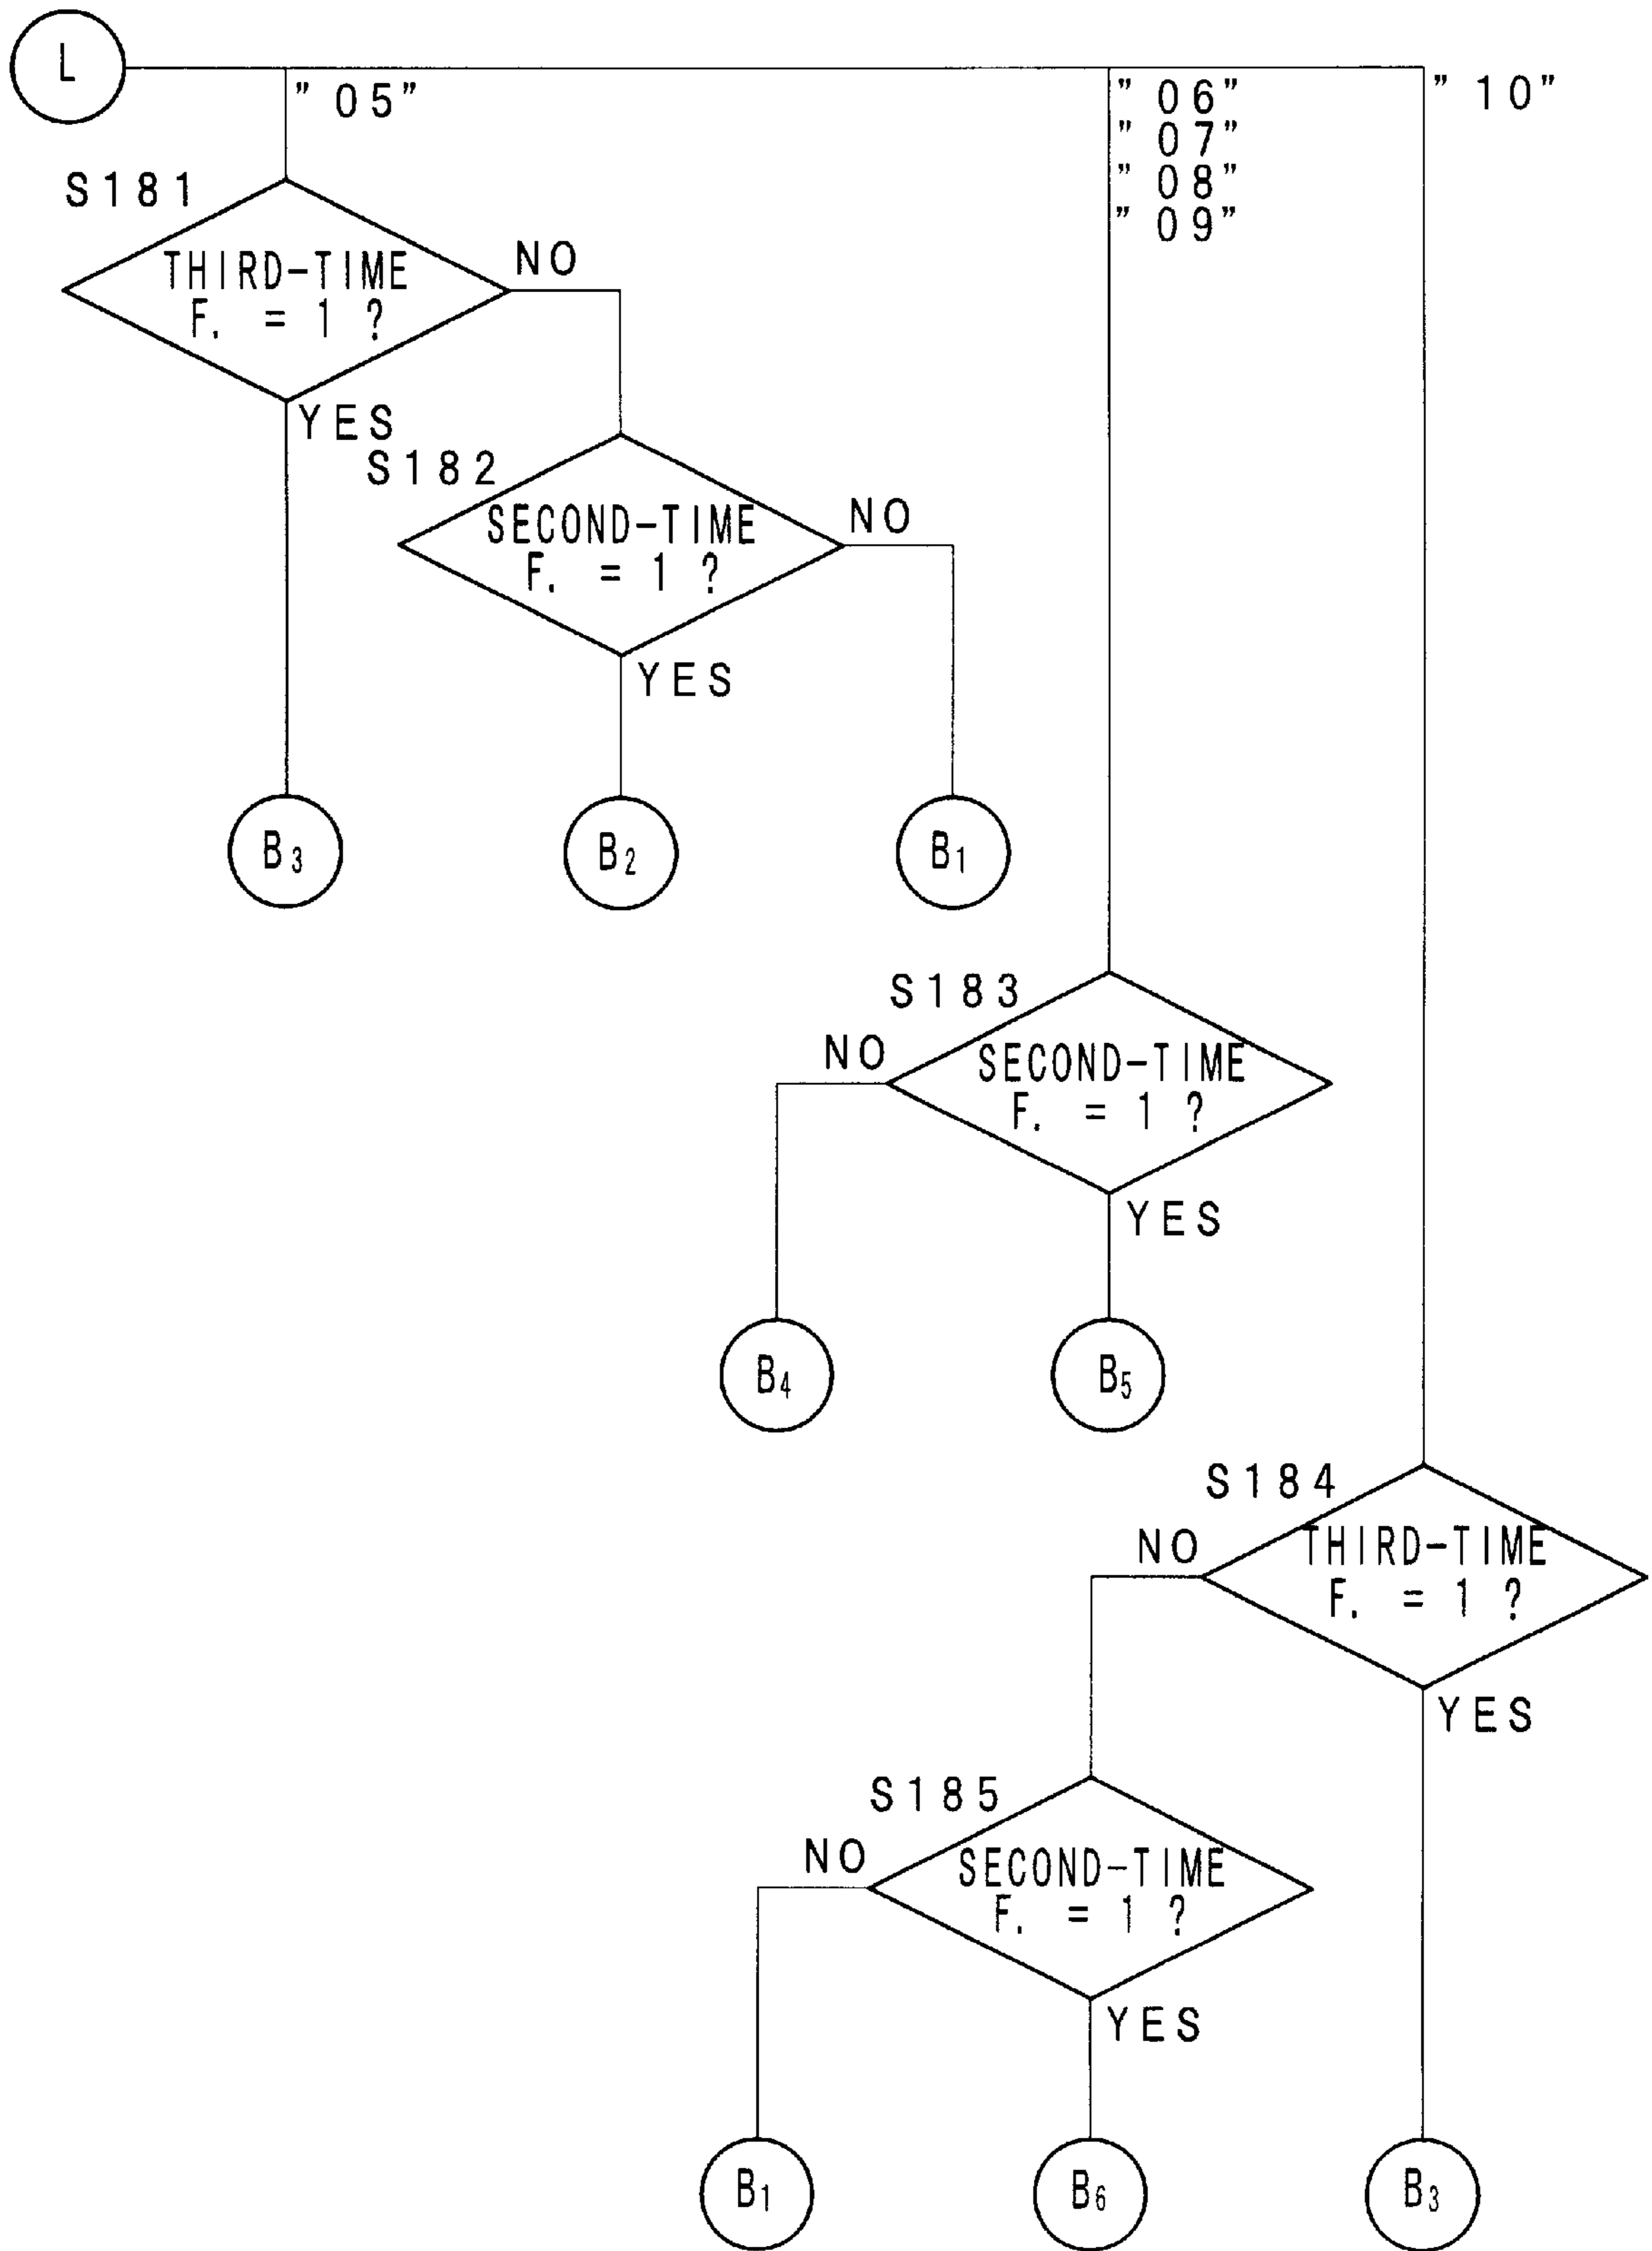 L
" 05"
" 06"
" 07"
" 08"
" 09"
" 10"
S181
THIRD-TIME
F. = 1 ?
NO
YES
S182
SECOND-TIME
F. = 1 ?
NO
YES
B3
B2
B1
S183
SECOND-TIME
F. = 1 ?
NO
YES
B4
B5
S184
THIRD-TIME
F. = 1 ?
NO
YES
S185
SECOND-TIME
F. = 1 ?
NO
YES
B1
B6
B3